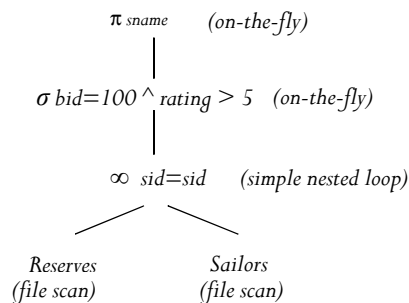 π sname (on-the-fly)
σ bid=100 ^ rating > 5 (on-the-fly)
∞ sid=sid (simple nested loop)
Reserves Sailors
(file scan) (file scan)